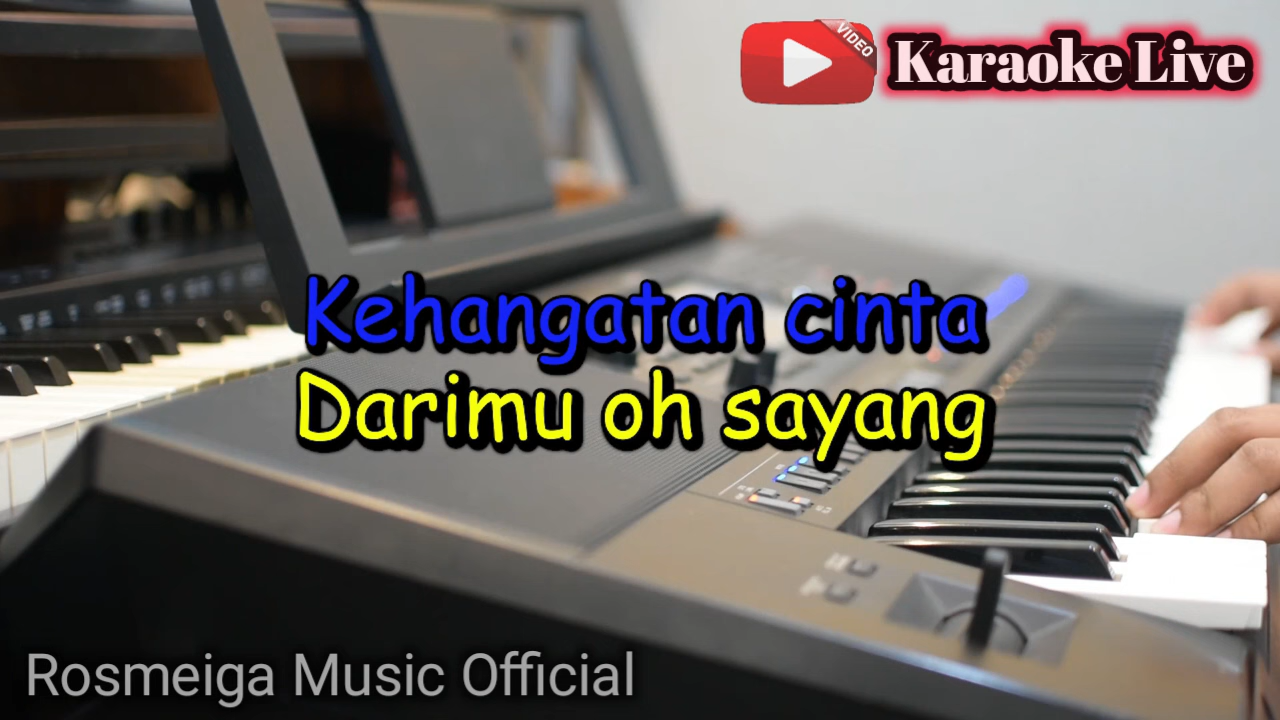 VIDEO
Karaoke Live
Kehangatan cinta
Darimu oh sayang
Rosmeiga Music Official